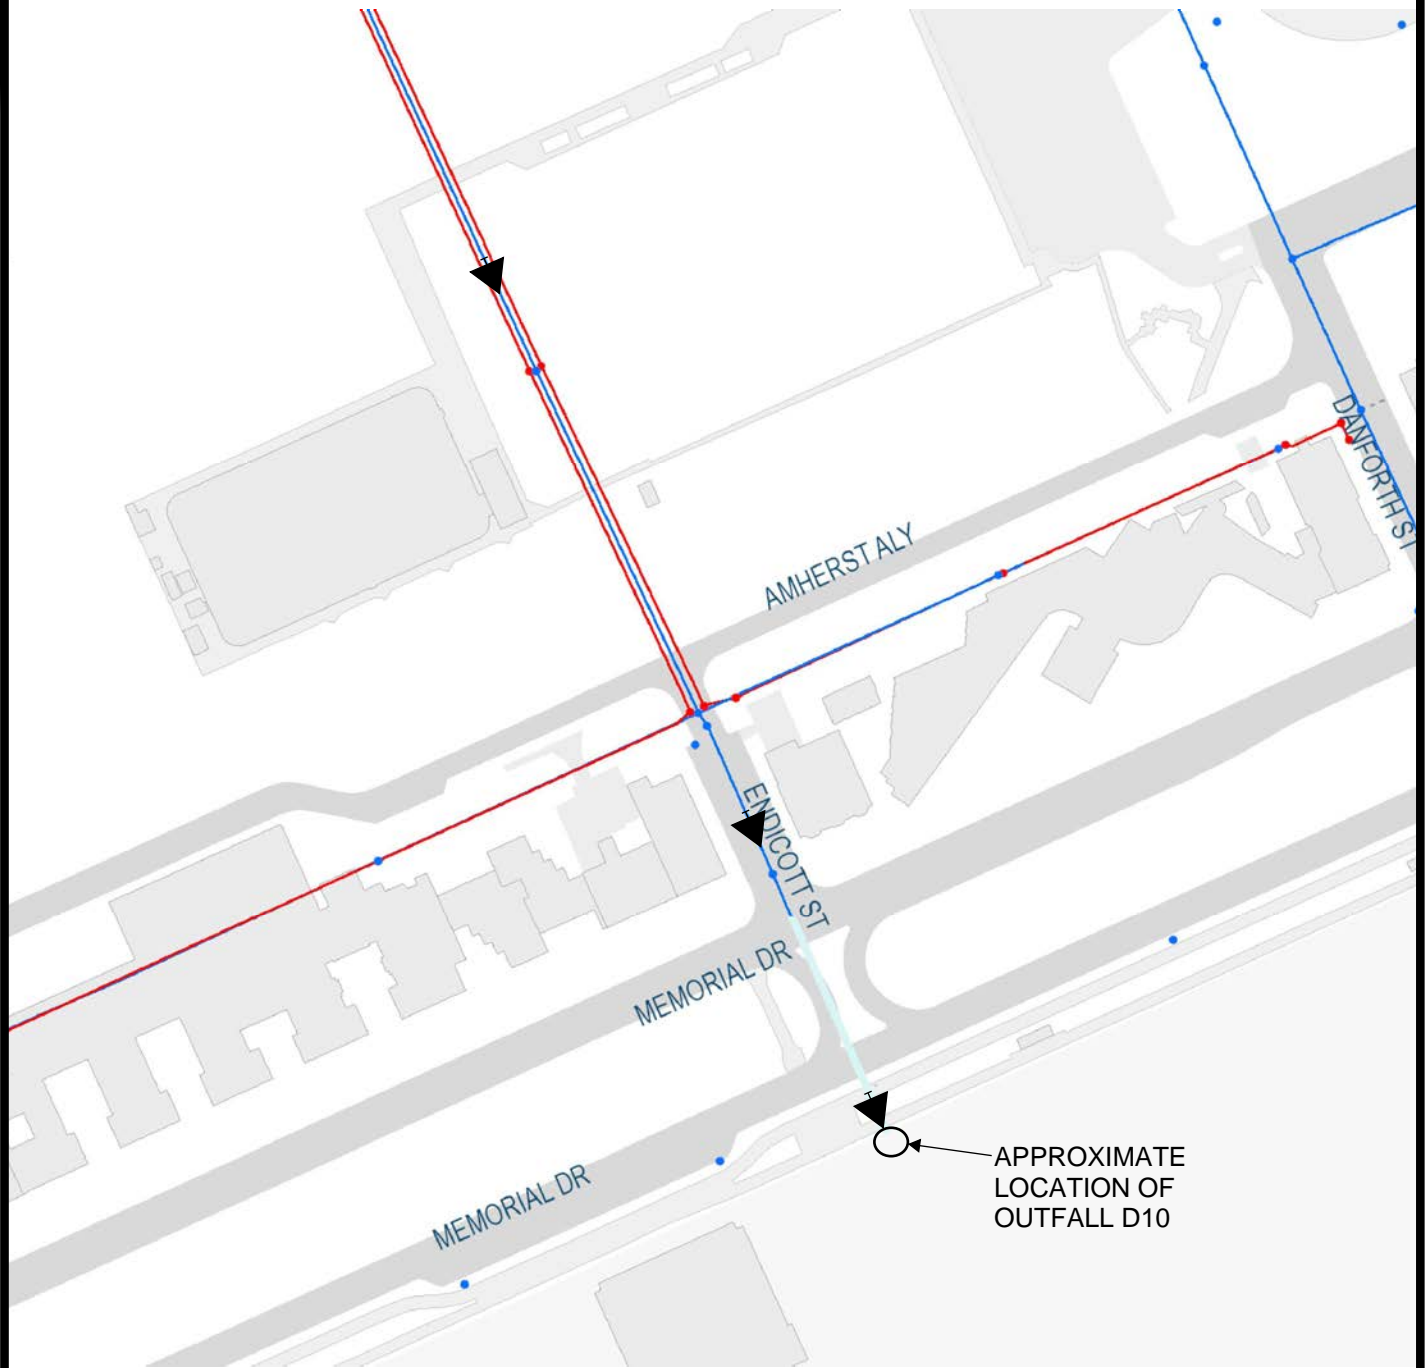 DANFORTH ST
AMHERST ALY
ENDICOTT ST
MEMORIAL DR
MEMORIAL DR
APPROXIMATE
LOCATION OF
OUTFALL D10